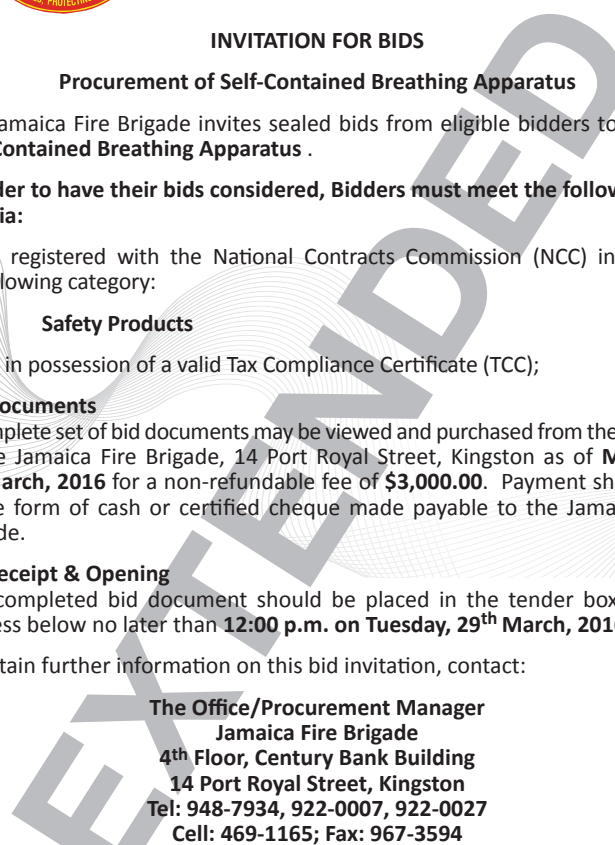 & PROTECTING
INVITATION FOR BIDS
Procurement of Self-Contained Breathing Apparatus
amaica Fire Brigade invites sealed bids from eligible bidders to
Contained Breathing Apparatus .
der to have their bids considered, Bidders must meet the follow
ia:
registered with the National Contracts Commission (NCC) in
lowing category:
Safety Products
in possession of a valid Tax Compliance Certificate (TCC);
ocuments
mplete set of bid documents may be viewed and purchased from the
e Jamaica Fire Brigade, 14 Port Royal Street, Kingston as of M
arch, 2016 for a non-refundable fee of $3,000.00. Payment sh
e form of cash or certified cheque made payable to the Jama
de.
eceipt & Opening
completed bid document should be placed in the tender box
ess below no later than 12:00 p.m. on Tuesday, 29th March, 2016
tain further information on this bid invitation, contact:
The Office/Procurement Manager
Jamaica Fire Brigade
4th Floor, Century Bank Building
14 Port Royal Street, Kingston
Tel: 948-7934, 922-0007, 922-0027
Cell: 469-1165; Fax: 967-3594
EXTENDED